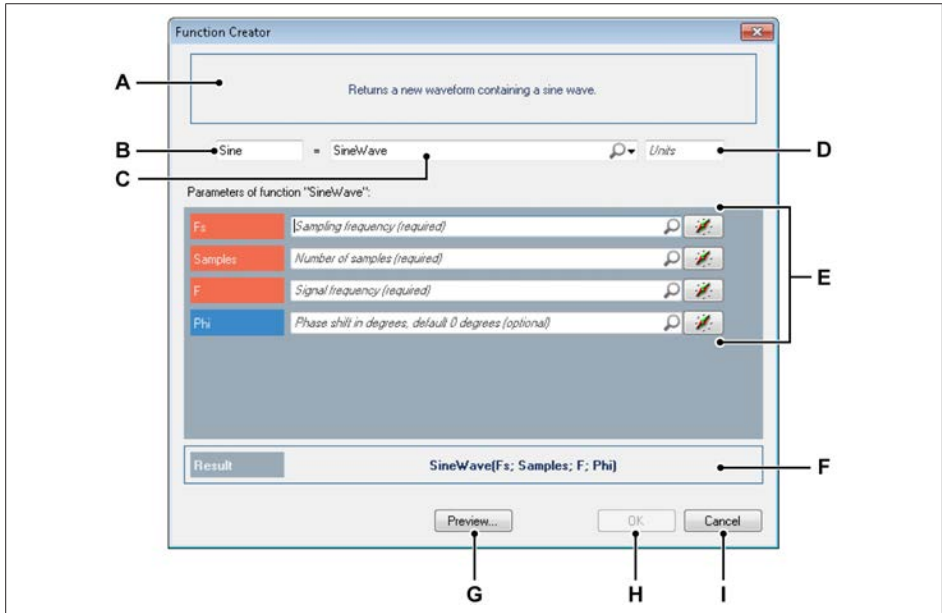 Function Creator
A
Returns a new waveform containing a sine wave.
B
Sine = SineWave Units
D
C
Parameters of function "SineWave":
Fs Sampling frequency (required)
Samples Number of samples (required)
E
F Signal frequency (required)
Phi Phase shift in degrees, default 0 degrees (optional)
Result SineWave(Fs; Samples; F; Phi)
F
Preview... OK Cancel
G H I